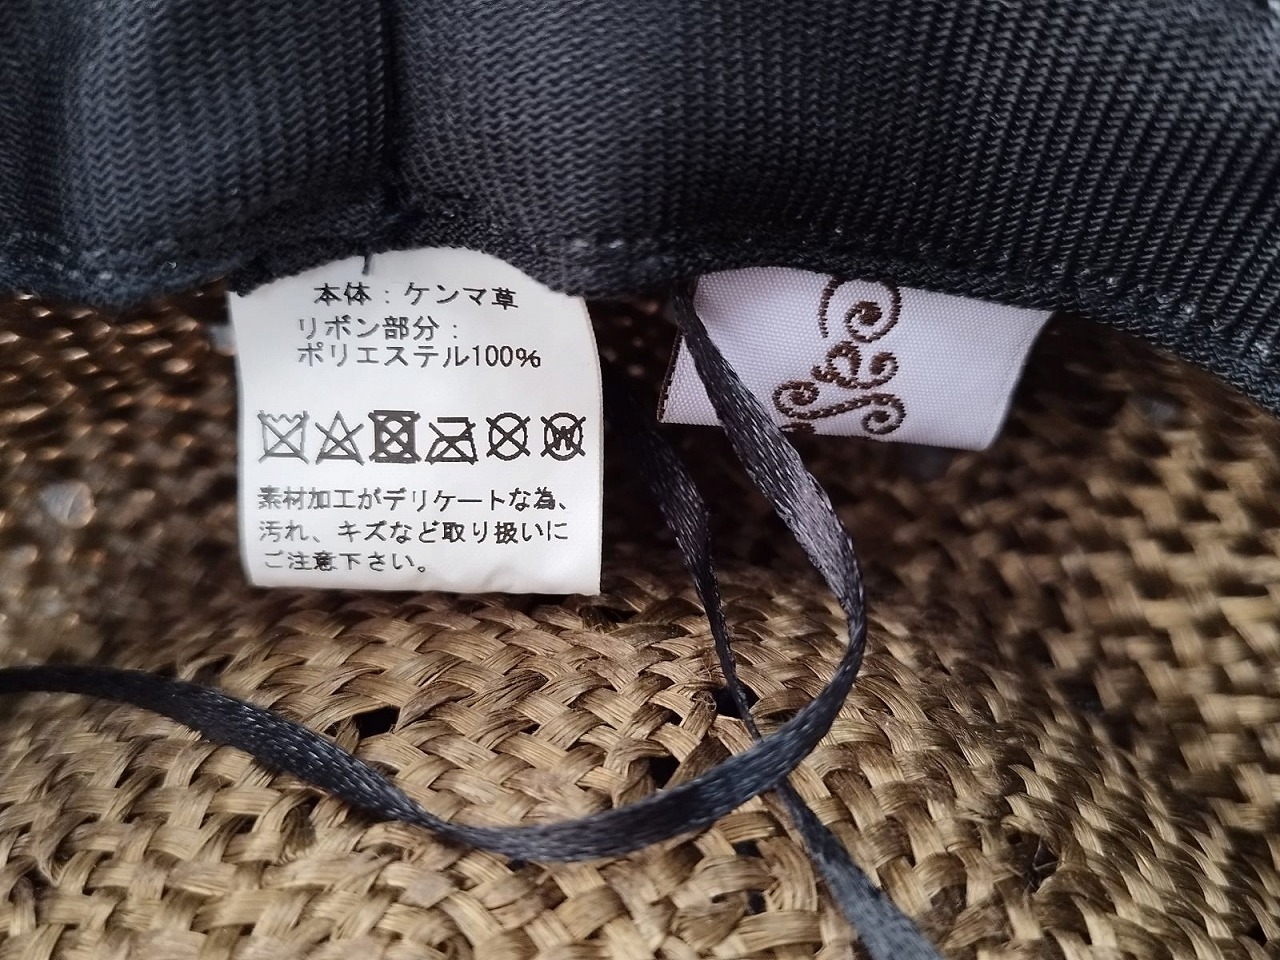 本体：ケンマ草
リボン部分：
ポリエステル100%
素材加工がデリケートな為、
汚れ、キズなど取り扱いに
ご注意下さい。